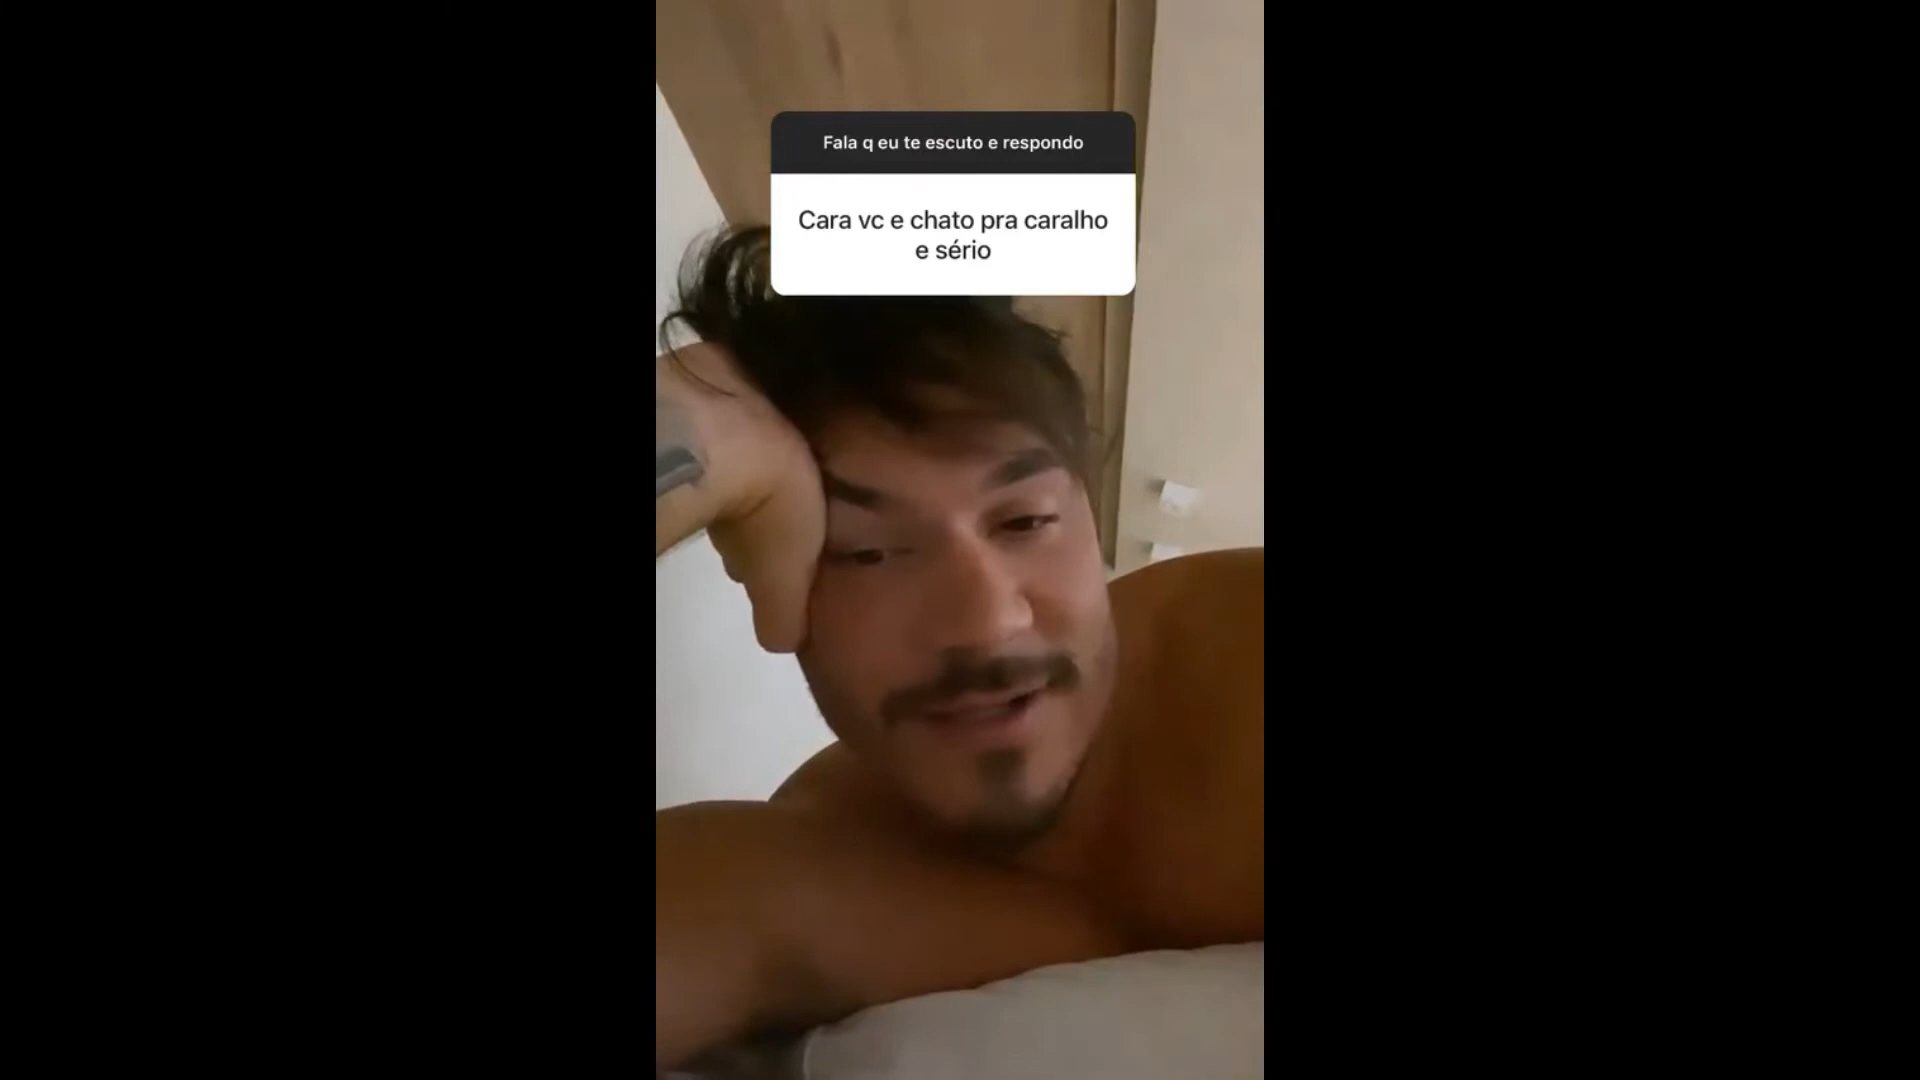 Fala q eu te escuto e respondo
Cara vc e chato pra caralho
e sério